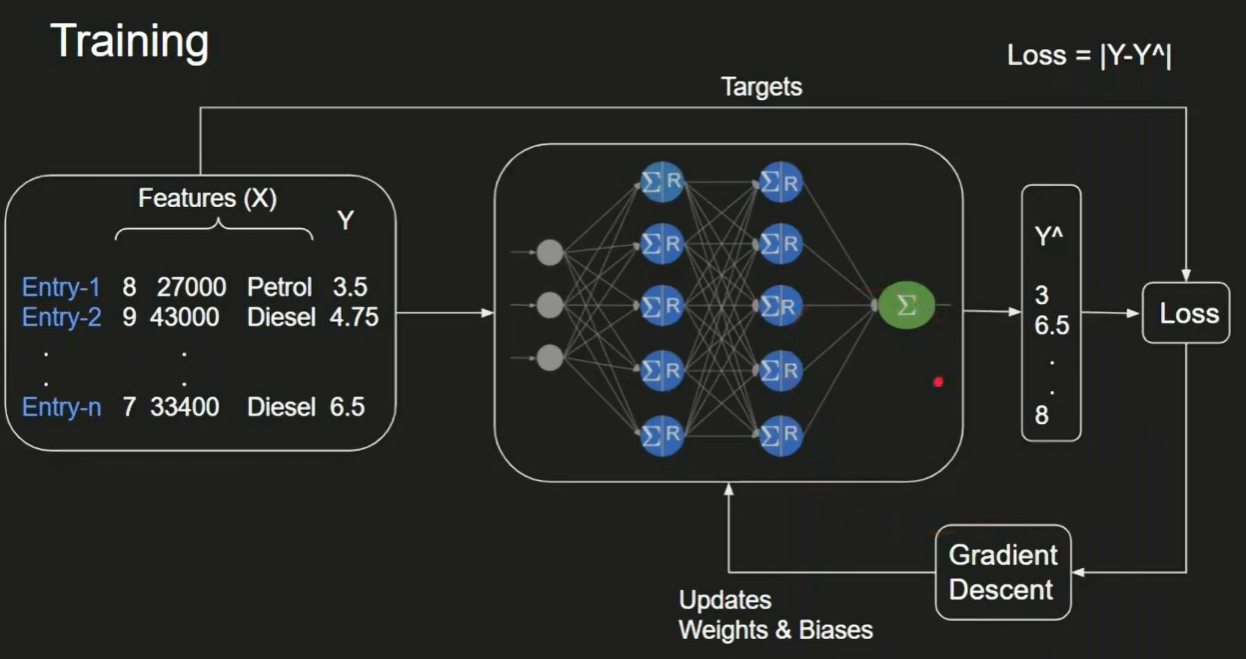 Training
Loss = |Y-Y^|
Targets
Features (X)
Y
Entry-1 8 27000 Petrol 3.5
Entry-2 9 43000 Diesel 4.75
. .
. .
Entry-n 7 33400 Diesel 6.5
Σ R Σ R
Σ R Σ R
Σ R Σ R
Σ R Σ R
Σ R Σ R
Σ
Y^
3
6.5
.
.
8
Loss
Gradient
Descent
Updates
Weights & Biases